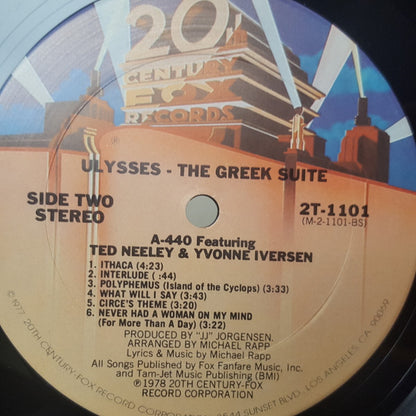 20th
CENTURY
FOX
RECORDS
ULYSSES - THE GREEK SUITE
SIDE TWO
STEREO
2T-1101
(M-2-1101-BS)
A-440 Featuring
TED NEELEY & YVONNE IVERSEN
1. ITHACA (4:23)
2. INTERLUDE ( :44)
3. POLYPHEMUS (Island of the Cyclops) (3:33)
4. WHAT WILL I SAY (3:43)
5. CIRCE'S THEME (3:20)
6. NEVER HAD A WOMAN ON MY MIND
(For More Than A Day) (3:22)
PRODUCED BY "JJ" JORGENSEN.
ARRANGED BY MICHAEL RAPP
Lyrics & Music by Michael Rapp
All Songs Published by Fox Fanfare Music, Inc.
and Tam-Jet Music Publishing (BMI)
℗ 1978 20TH CENTURY-FOX
RECORD CORPORATION
©1977, 20TH CENTURY-FOX RECORD CORPORATION, 8544 SUNSET BLVD., LOS ANGELES, CA. 90069